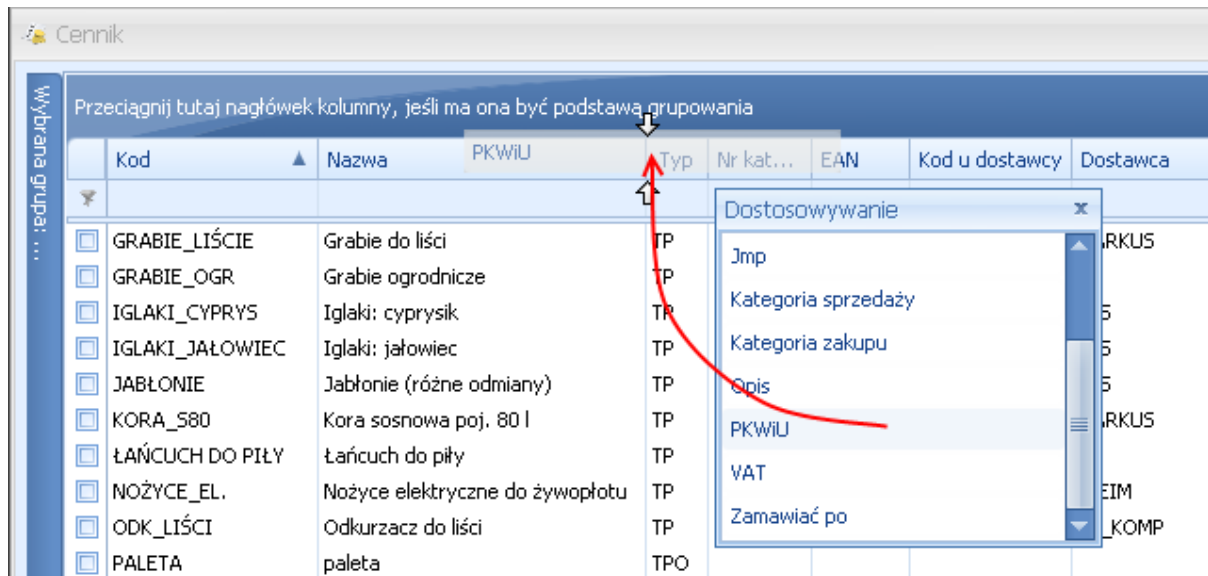 Cennik
Wybrana grupa: ...
Przeciągnij tutaj nagłówek kolumny, jeśli ma ona być podstawą grupowania
PKWiU
Kod Nazwa Typ Nr kat... EAN Kod u dostawcy Dostawca
Dostosowywanie x
GRABIE_LIŚCIE Grabie do liści TP ARKUS
GRABIE_OGR Grabie ogrodnicze TP
IGLAKI_CYPRYS Iglaki: cyprysik TP S
IGLAKI_JAŁOWIEC Iglaki: jałowiec TP S
JABŁONIE Jabłonie (różne odmiany) TP S
KORA_S80 Kora sosnowa poj. 80 l TP ARKUS
ŁAŃCUCH DO PIŁY Łańcuch do piły TP
NOŻYCE_EL. Nożyce elektryczne do żywopłotu TP EIM
ODK_LIŚCI Odkurzacz do liści TP _KOMP
PALETA paleta TPO
Jmp
Kategoria sprzedaży
Kategoria zakupu
Opis
PKWiU
VAT
Zamawiać po